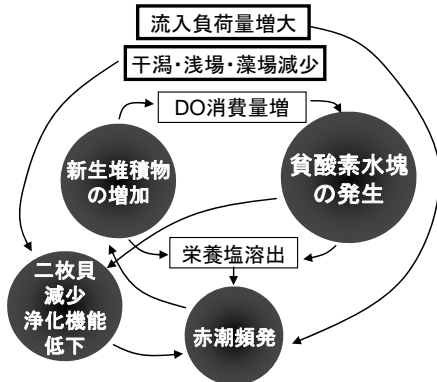 流入負荷量増大
干潟・浅場・藻場減少
DO消費量増
新生堆積物
の増加
貧酸素水塊
の発生
栄養塩溶出
二枚貝
減少
浄化機能
低下
赤潮頻発